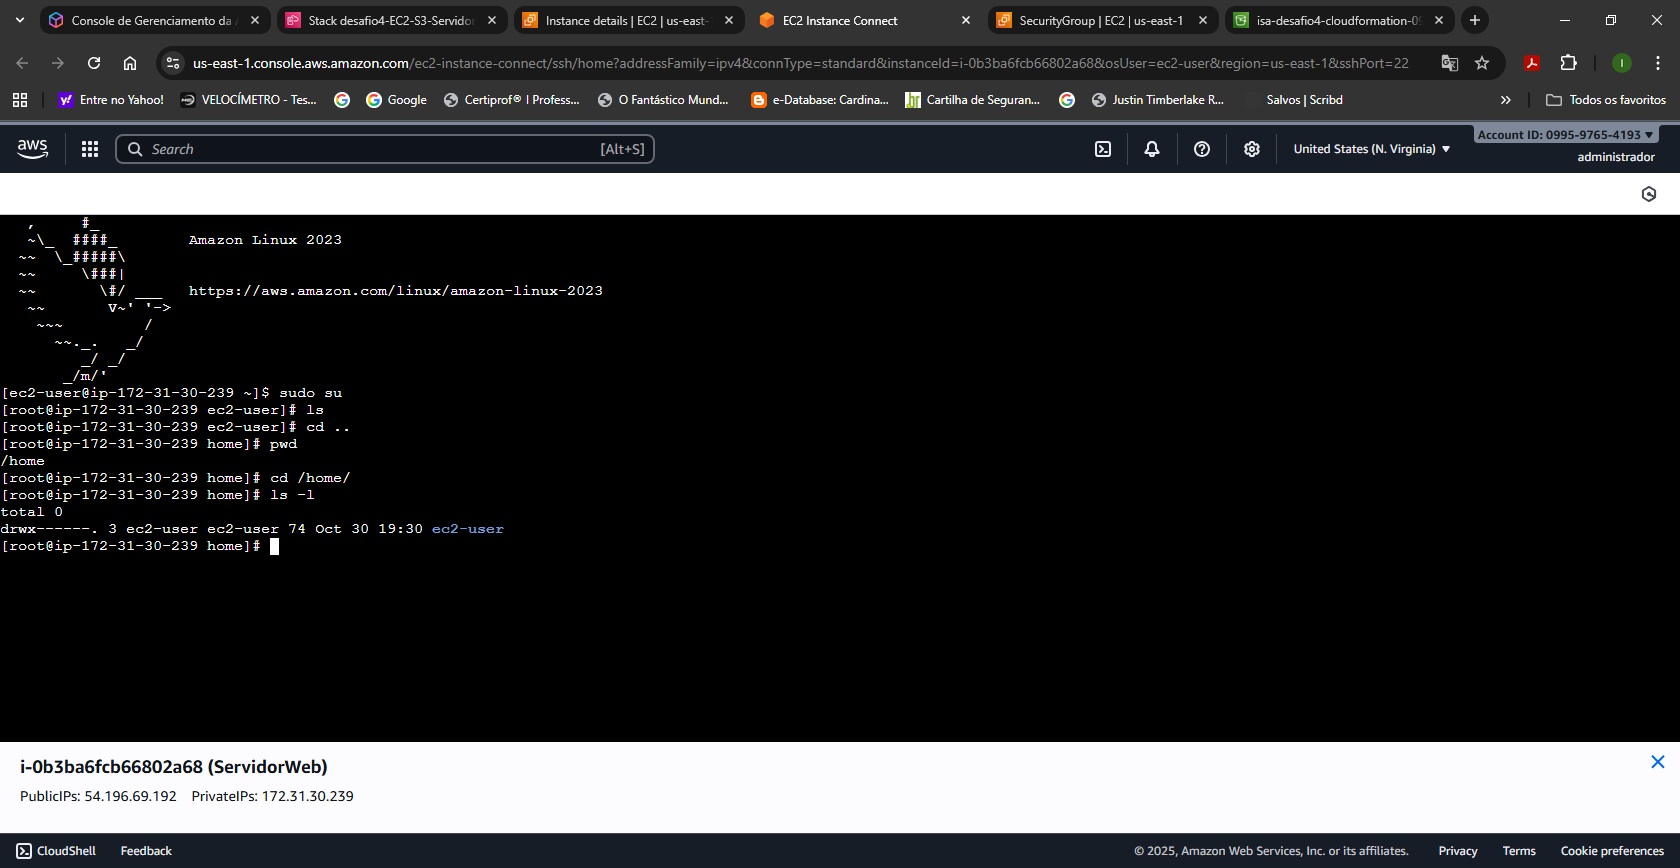 Console de Gerenciamento da A
Stack desafio4-EC2-S3-Servidor
Instance details | EC2 | us-east-
EC2 Instance Connect
SecurityGroup | EC2 | us-east-1
isa-desafio4-cloudformation-09
us-east-1.console.aws.amazon.com/ec2-instance-connect/ssh/home?addressFamily=ipv4&connType=standard&instanceId=i-0b3ba6fcb66802a68&osUser=ec2-user&region=us-east-1&sshPort=22
Entre no Yahoo!
VELOCÍMETRO - Tes...
Google
Certiprof® I Profess...
O Fantástico Mund...
e-Database: Cardina...
Cartilha de Seguran...
Justin Timberlake R...
Salvos | Scribd
Todos os favoritos
aws
Search [Alt+S]
United States (N. Virginia)
Account ID: 0995-9765-4193
administrador
   ,     #_
   ~\_  ####_        Amazon Linux 2023
  ~~  \_#####\
  ~~     \###|
  ~~       \#/ ___   https://aws.amazon.com/linux/amazon-linux-2023
   ~~       V~' '->
    ~~~         /
      ~~._.   _/
         _/ _/
       _/m/'
[ec2-user@ip-172-31-30-239 ~]$ sudo su
[root@ip-172-31-30-239 ec2-user]# ls
[root@ip-172-31-30-239 ec2-user]# cd ..
[root@ip-172-31-30-239 home]# pwd
/home
[root@ip-172-31-30-239 home]# cd /home/
[root@ip-172-31-30-239 home]# ls -l
total 0
drwx------. 3 ec2-user ec2-user 74 Oct 30 19:30 ec2-user
[root@ip-172-31-30-239 home]#
i-0b3ba6fcb66802a68 (ServidorWeb)
PublicIPs: 54.196.69.192 PrivateIPs: 172.31.30.239
CloudShell Feedback © 2025, Amazon Web Services, Inc. or its affiliates. Privacy Terms Cookie preferences